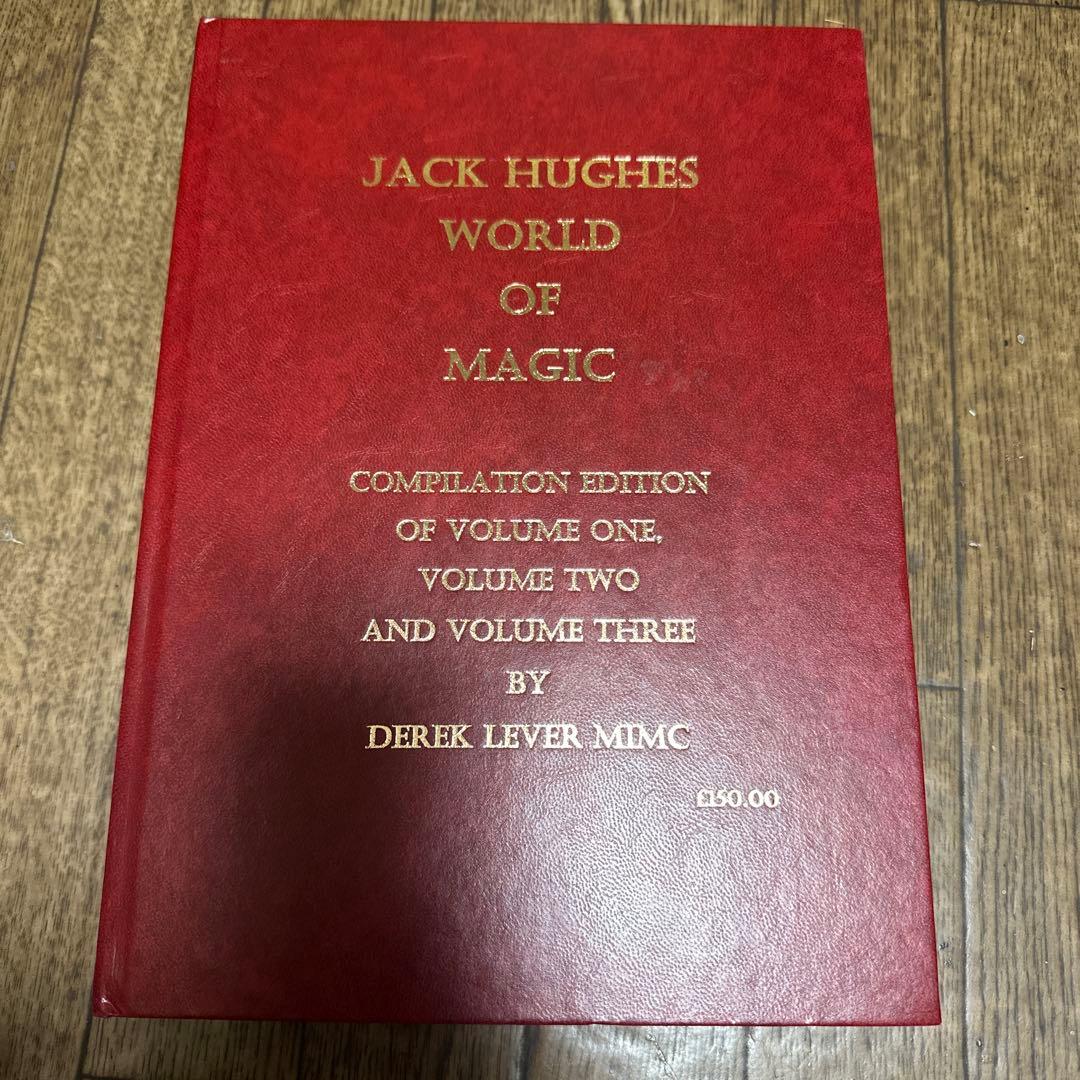 JACK HUGHES
WORLD
OF
MAGIC
COMPILATION EDITION
OF VOLUME ONE,
VOLUME TWO
AND VOLUME THREE
BY
DEREK LEVER MIMC
£150.00